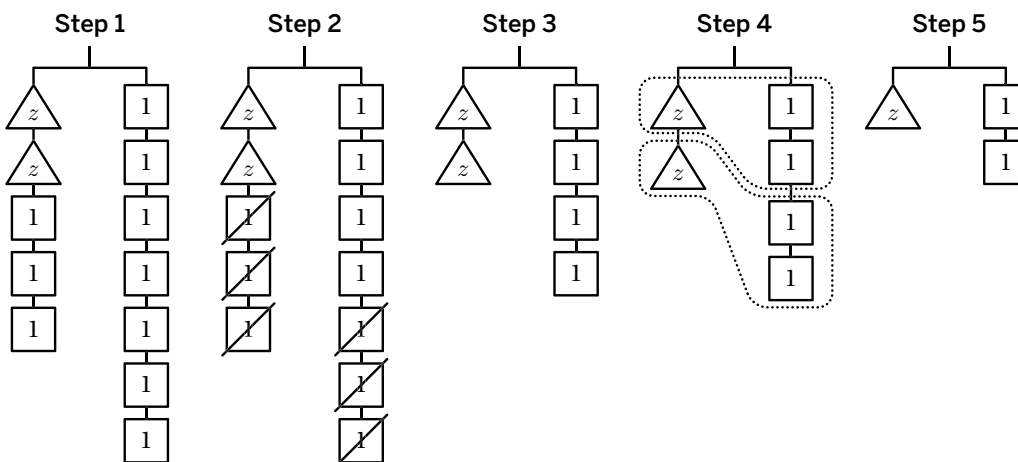 Step 1 Step 2 Step 3 Step 4 Step 5
z 1 z 1 z 1 z 1 z 1
z 1 z 1 z 1 z 1 1
1 1 1 1 1 1
1 1 1 1 1 1
1 1 1 1
1 1
1 1